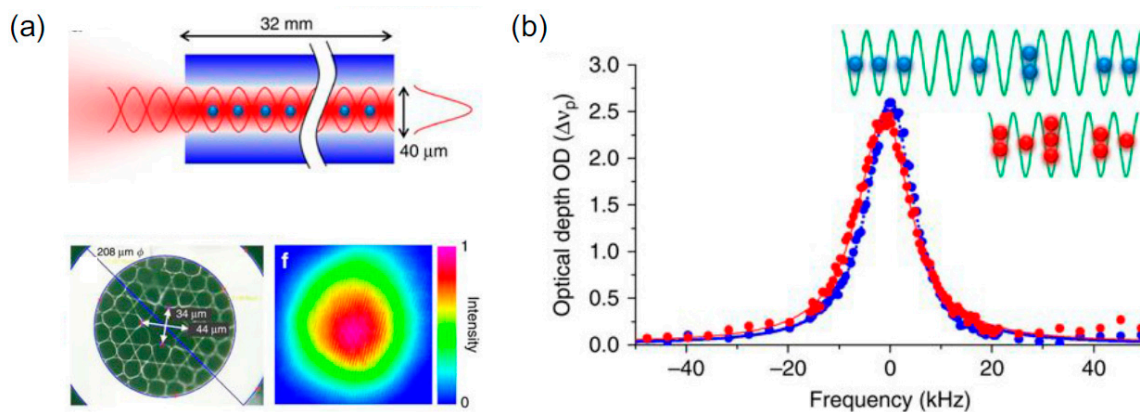 (a)
32 mm
40 μm
208 μm ϕ
34 μm
44 μm
f
1
Intensity
0
(b)
Optical depth OD (Δνp)
3.0
2.5
2.0
1.5
1.0
0.5
0.0
−40
−20
0
20
40
Frequency (kHz)